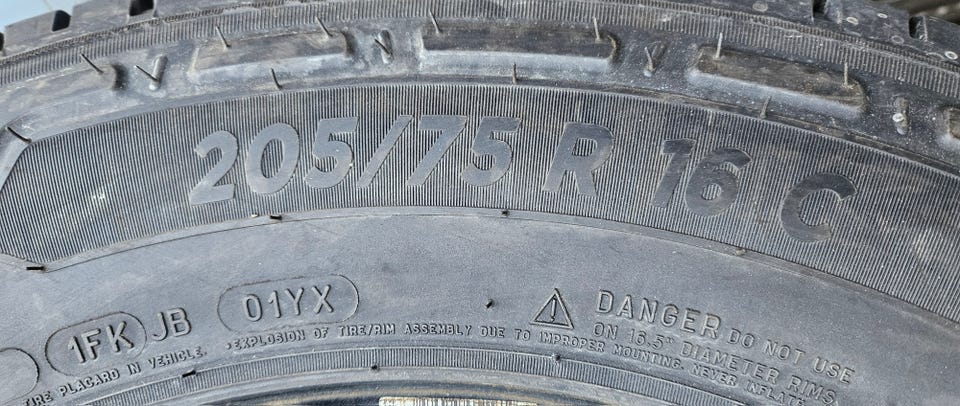 205/75 R 16 C
1FK JB 01YX
DANGER DO NOT USE
ON 16.5" DIAMETER RIMS
PLACARD IN VEHICLE. •EXPLOSION OF TIRE/RIM ASSEMBLY DUE TO IMPROPER MOUNTING. NEVER INFLATE